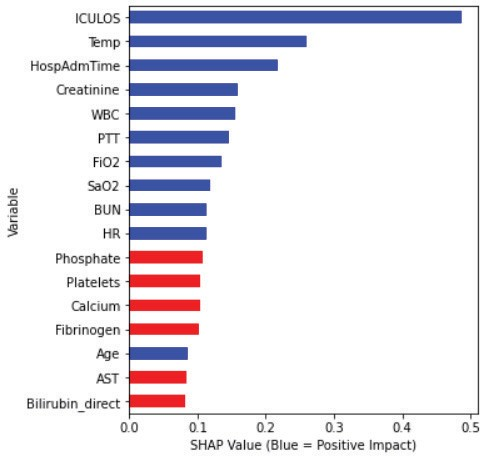 ICULOS
Temp
HospAdmTime
Creatinine
WBC
PTT
FiO2
SaO2
BUN
HR
Phosphate
Platelets
Calcium
Fibrinogen
Age
AST
Bilirubin_direct
Variable
0.0 0.1 0.2 0.3 0.4 0.5
SHAP Value (Blue = Positive Impact)